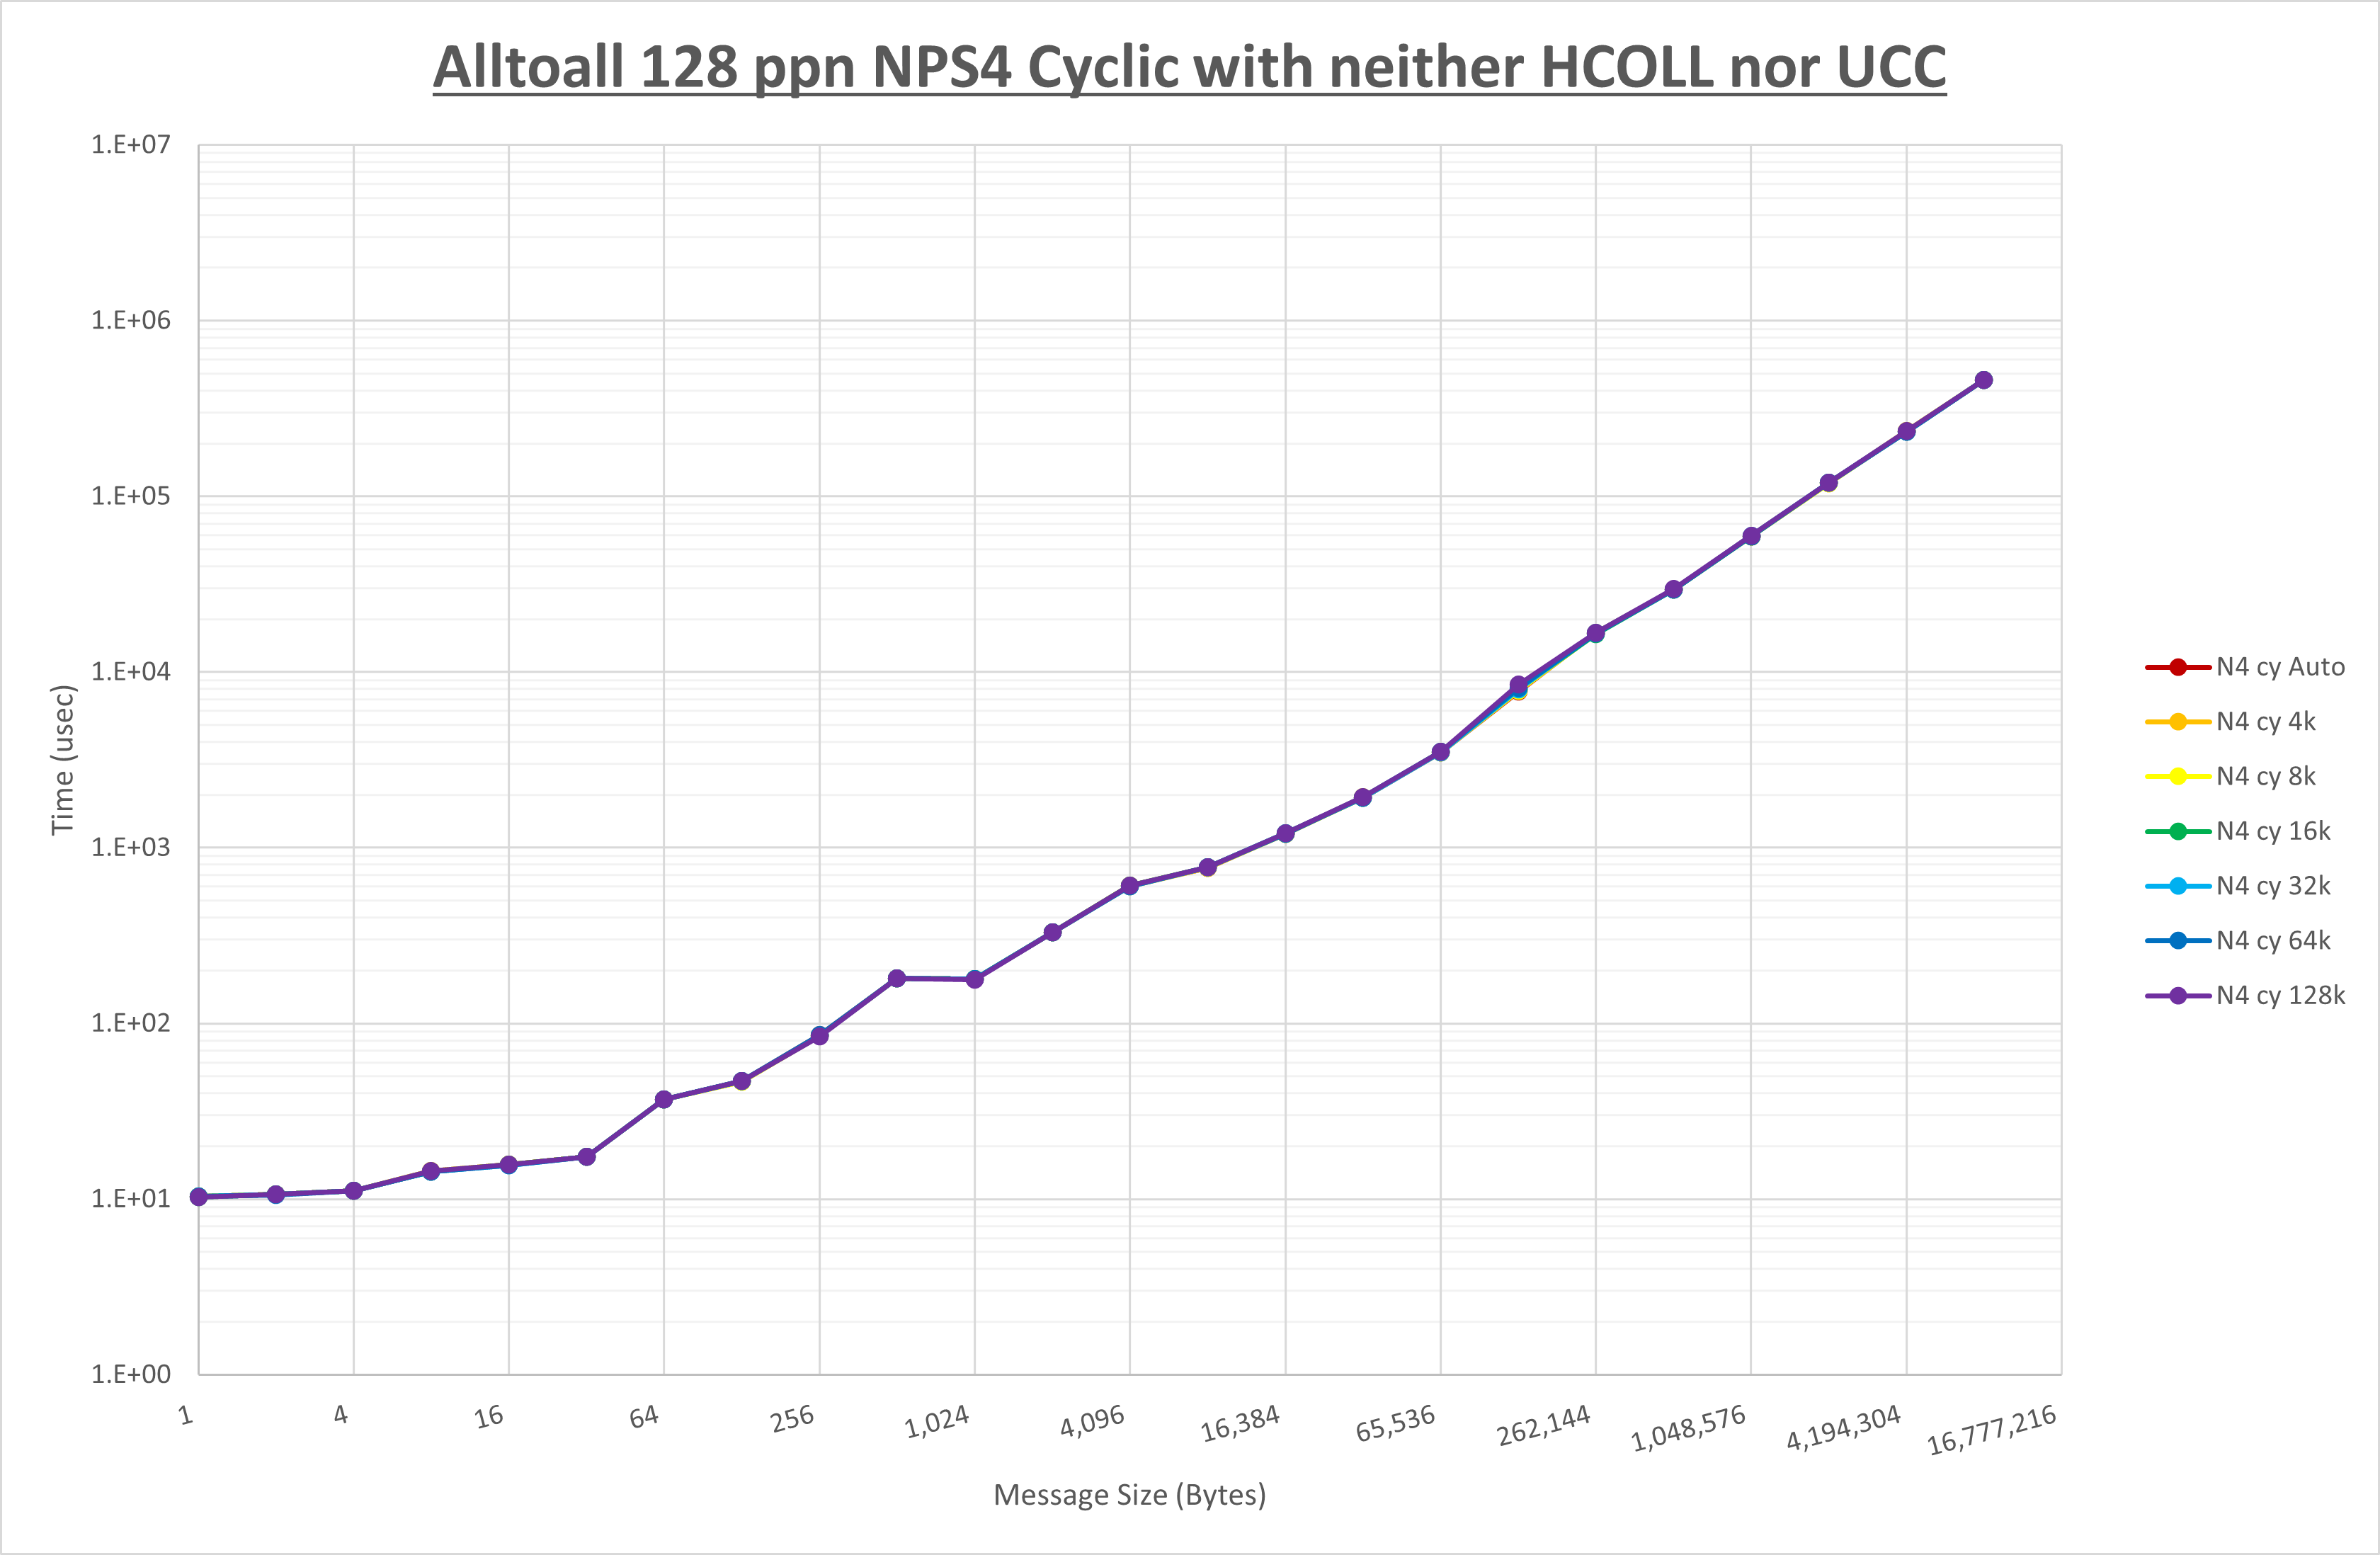 Alltoall 128 ppn NPS4 Cyclic with neither HCOLL nor UCC
1.E+07
1.E+06
1.E+05
1.E+04
1.E+03
1.E+02
1.E+01
1.E+00
Time (usec)
1
4
16
64
256
1,024
4,096
16,384
65,536
262,144
1,048,576
4,194,304
16,777,216
Message Size (Bytes)
N4 cy Auto
N4 cy 4k
N4 cy 8k
N4 cy 16k
N4 cy 32k
N4 cy 64k
N4 cy 128k